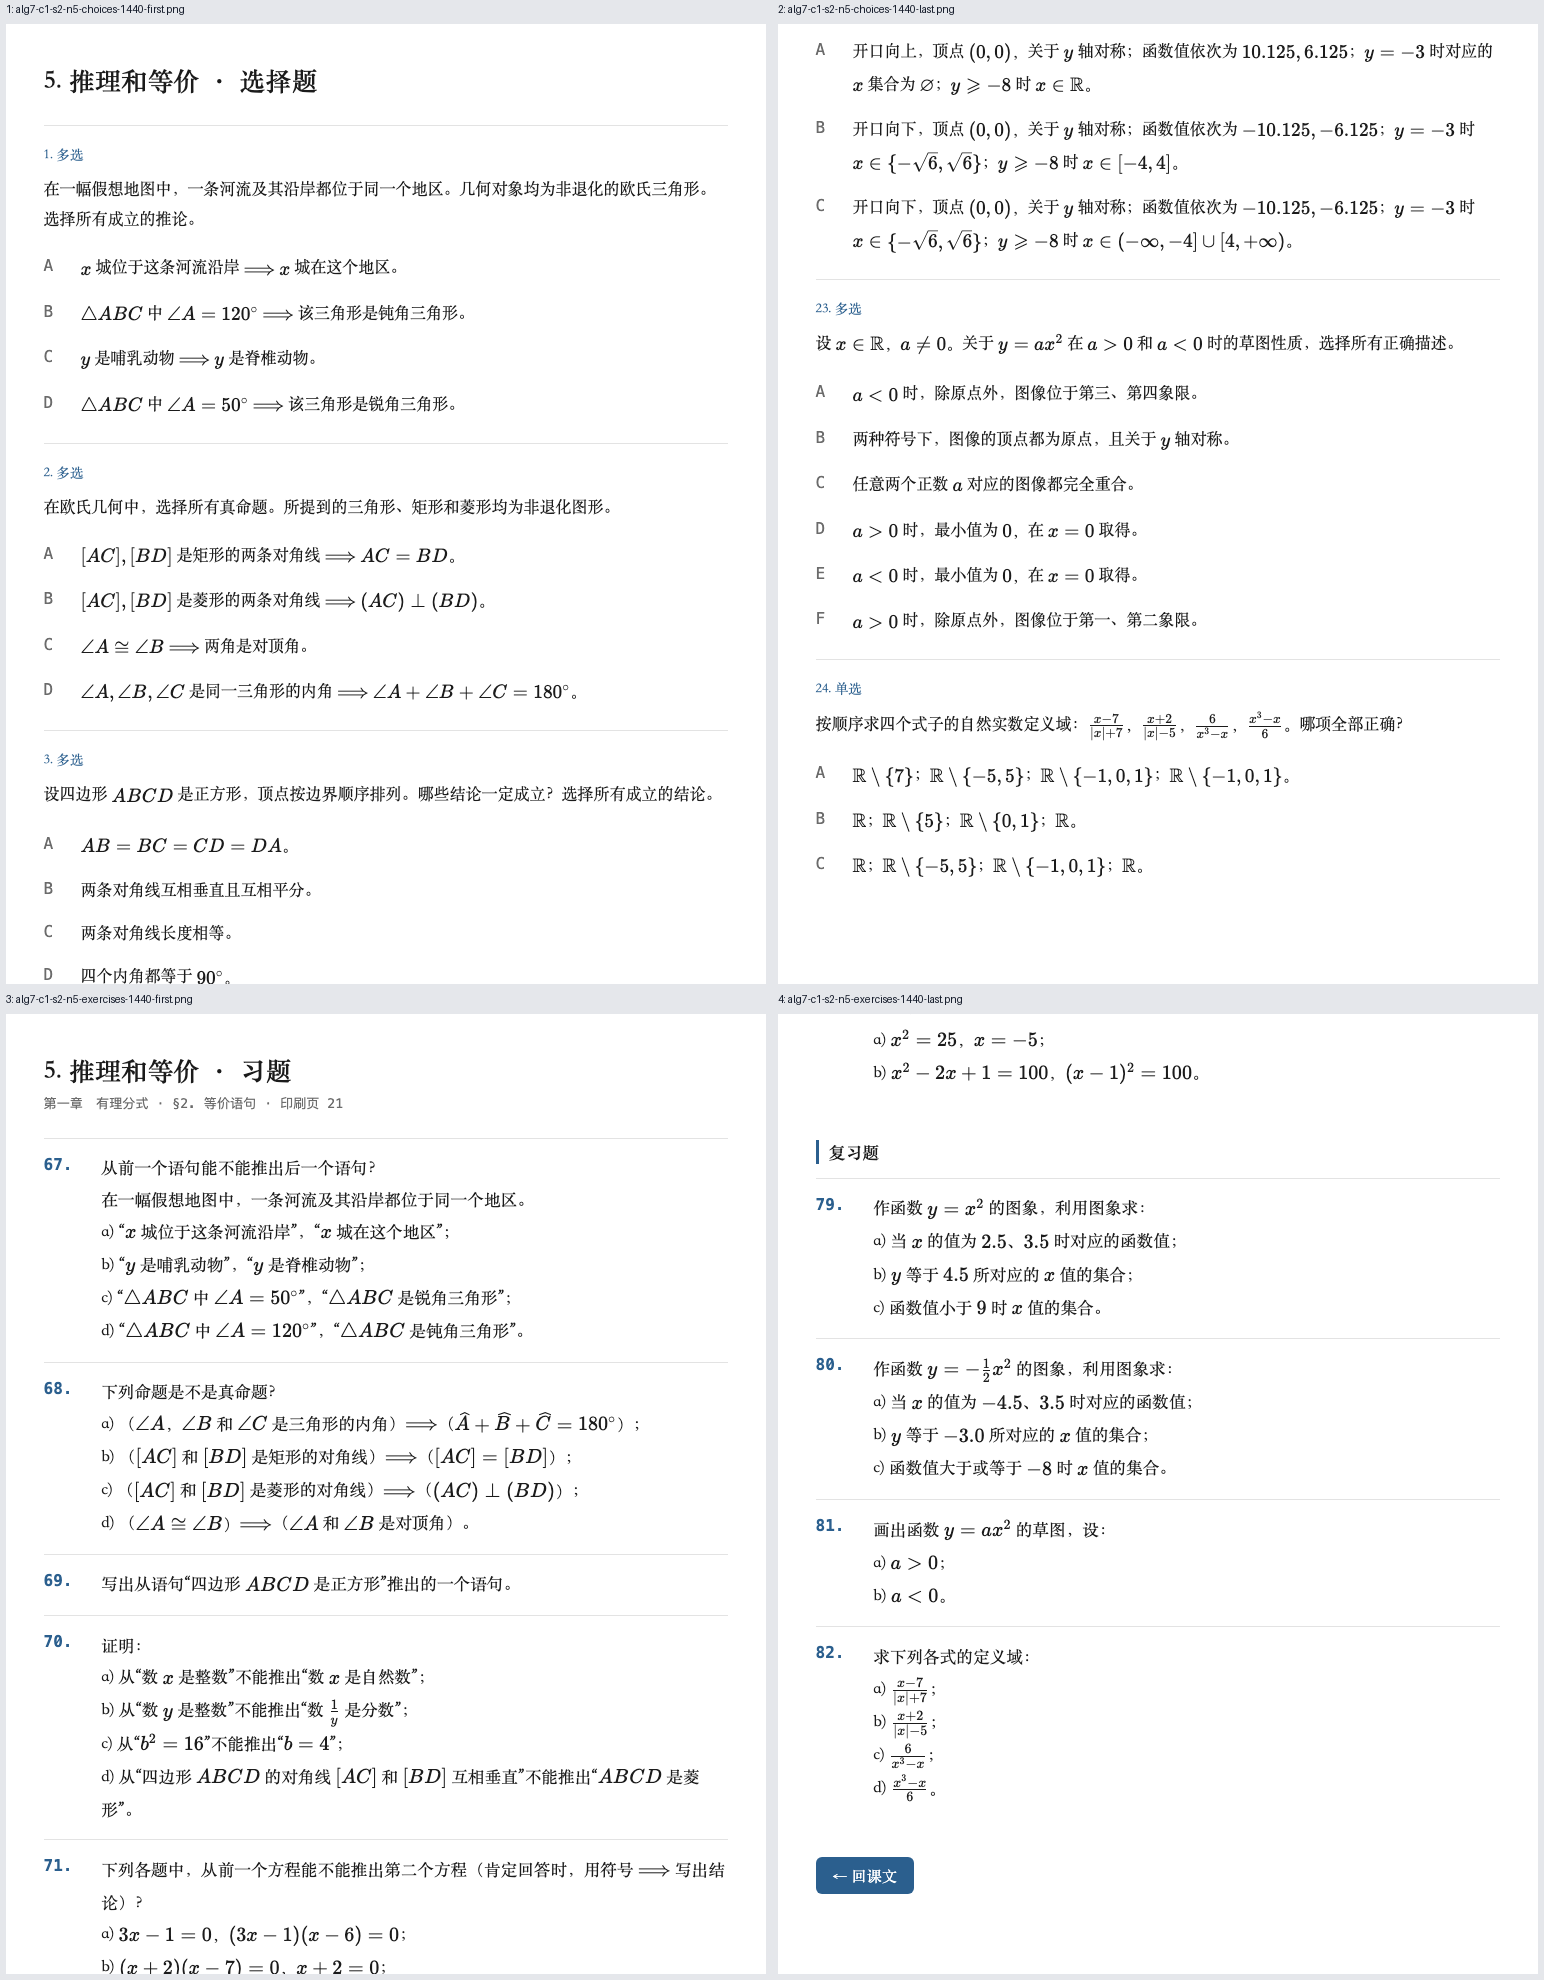 1: alg7-c1-s2-n5-choices-1440-first.png
5. 推理和等价 · 选择题
1. 多选
在一幅假想地图中，一条河流及其沿岸都位于同一个地区。几何对象均为非退化的欧氏三角形。
选择所有成立的推论。
A x 城位于这条河流沿岸 ⟹ x 城在这个地区。
B △ABC 中 ∠A = 120° ⟹ 该三角形是钝角三角形。
C y 是哺乳动物 ⟹ y 是脊椎动物。
D △ABC 中 ∠A = 50° ⟹ 该三角形是锐角三角形。
2. 多选
在欧氏几何中，选择所有真命题。所提到的三角形、矩形和菱形均为非退化图形。
A [AC], [BD] 是矩形的两条对角线 ⟹ AC = BD。
B [AC], [BD] 是菱形的两条对角线 ⟹ (AC) ⊥ (BD)。
C ∠A ≅ ∠B ⟹ 两角是对顶角。
D ∠A, ∠B, ∠C 是同一三角形的内角 ⟹ ∠A + ∠B + ∠C = 180°。
3. 多选
设四边形 ABCD 是正方形，顶点按边界顺序排列。哪些结论一定成立？选择所有成立的结论。
A AB = BC = CD = DA。
B 两条对角线互相垂直且互相平分。
C 两条对角线长度相等。
D 四个内角都等于 90°。
2: alg7-c1-s2-n5-choices-1440-last.png
A 开口向上，顶点 (0, 0)，关于 y 轴对称；函数值依次为 10.125, 6.125；y = −3 时对应的
x 集合为 ∅；y ⩾ −8 时 x ∈ ℝ。
B 开口向下，顶点 (0, 0)，关于 y 轴对称；函数值依次为 −10.125, −6.125；y = −3 时
x ∈ {−√6, √6}；y ⩾ −8 时 x ∈ [−4, 4]。
C 开口向下，顶点 (0, 0)，关于 y 轴对称；函数值依次为 −10.125, −6.125；y = −3 时
x ∈ {−√6, √6}；y ⩾ −8 时 x ∈ (−∞, −4] ∪ [4, +∞)。
23. 多选
设 x ∈ ℝ，a ≠ 0。关于 y = ax² 在 a > 0 和 a < 0 时的草图性质，选择所有正确描述。
A a < 0 时，除原点外，图像位于第三、第四象限。
B 两种符号下，图像的顶点都为原点，且关于 y 轴对称。
C 任意两个正数 a 对应的图像都完全重合。
D a > 0 时，最小值为 0，在 x = 0 取得。
E a < 0 时，最小值为 0，在 x = 0 取得。
F a > 0 时，除原点外，图像位于第一、第二象限。
24. 单选
按顺序求四个式子的自然实数定义域：(x−7)/(|x|+7)，(x+2)/(|x|−5)，6/(x³−x)，(x³−x)/6。哪项全部正确？
A ℝ \ {7}；ℝ \ {−5, 5}；ℝ \ {−1, 0, 1}；ℝ \ {−1, 0, 1}。
B ℝ；ℝ \ {5}；ℝ \ {0, 1}；ℝ。
C ℝ；ℝ \ {−5, 5}；ℝ \ {−1, 0, 1}；ℝ。
3: alg7-c1-s2-n5-exercises-1440-first.png
5. 推理和等价 · 习题
第一章 有理分式 · §2. 等价语句 · 印刷页 21
67. 从前一个语句能不能推出后一个语句？
在一幅假想地图中，一条河流及其沿岸都位于同一个地区。
a) “x 城位于这条河流沿岸”，“x 城在这个地区”；
b) “y 是哺乳动物”，“y 是脊椎动物”；
c) “△ABC 中 ∠A = 50°”，“△ABC 是锐角三角形”；
d) “△ABC 中 ∠A = 120°”，“△ABC 是钝角三角形”。
68. 下列命题是不是真命题？
a) （∠A，∠B 和 ∠C 是三角形的内角）⟹（Â + B̂ + Ĉ = 180°）；
b) （[AC] 和 [BD] 是矩形的对角线）⟹（[AC] = [BD]）；
c) （[AC] 和 [BD] 是菱形的对角线）⟹（(AC) ⊥ (BD)）；
d) （∠A ≅ ∠B）⟹（∠A 和 ∠B 是对顶角）。
69. 写出从语句“四边形 ABCD 是正方形”推出的一个语句。
70. 证明：
a) 从“数 x 是整数”不能推出“数 x 是自然数”；
b) 从“数 y 是整数”不能推出“数 1/y 是分数”；
c) 从“b² = 16”不能推出“b = 4”；
d) 从“四边形 ABCD 的对角线 [AC] 和 [BD] 互相垂直”不能推出“ABCD 是菱
形”。
71. 下列各题中，从前一个方程能不能推出第二个方程（肯定回答时，用符号 ⟹ 写出结
论）？
a) 3x − 1 = 0，(3x − 1)(x − 6) = 0；
b) (x + 2)(x − 7) = 0，x + 2 = 0；
4: alg7-c1-s2-n5-exercises-1440-last.png
a) x² = 25，x = −5；
b) x² − 2x + 1 = 100，(x − 1)² = 100。
复习题
79. 作函数 y = x² 的图象，利用图象求：
a) 当 x 的值为 2.5、3.5 时对应的函数值；
b) y 等于 4.5 所对应的 x 值的集合；
c) 函数值小于 9 时 x 值的集合。
80. 作函数 y = −½x² 的图象，利用图象求：
a) 当 x 的值为 −4.5、3.5 时对应的函数值；
b) y 等于 −3.0 所对应的 x 值的集合；
c) 函数值大于或等于 −8 时 x 值的集合。
81. 画出函数 y = ax² 的草图，设：
a) a > 0；
b) a < 0。
82. 求下列各式的定义域：
a) (x−7)/(|x|+7)；
b) (x+2)/(|x|−5)；
c) 6/(x³−x)；
d) (x³−x)/6。
← 回课文